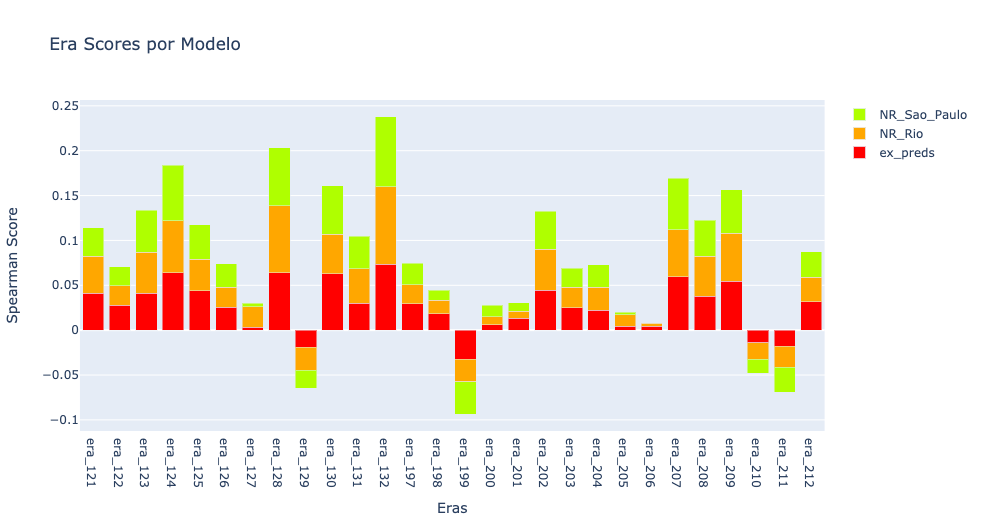 Era Scores por Modelo
NR_Sao_Paulo
NR_Rio
ex_preds
Spearman Score
0.25
0.2
0.15
0.1
0.05
0
−0.05
−0.1
era_121
era_122
era_123
era_124
era_125
era_126
era_127
era_128
era_129
era_130
era_131
era_132
era_197
era_198
era_199
era_200
era_201
era_202
era_203
era_204
era_205
era_206
era_207
era_208
era_209
era_210
era_211
era_212
Eras